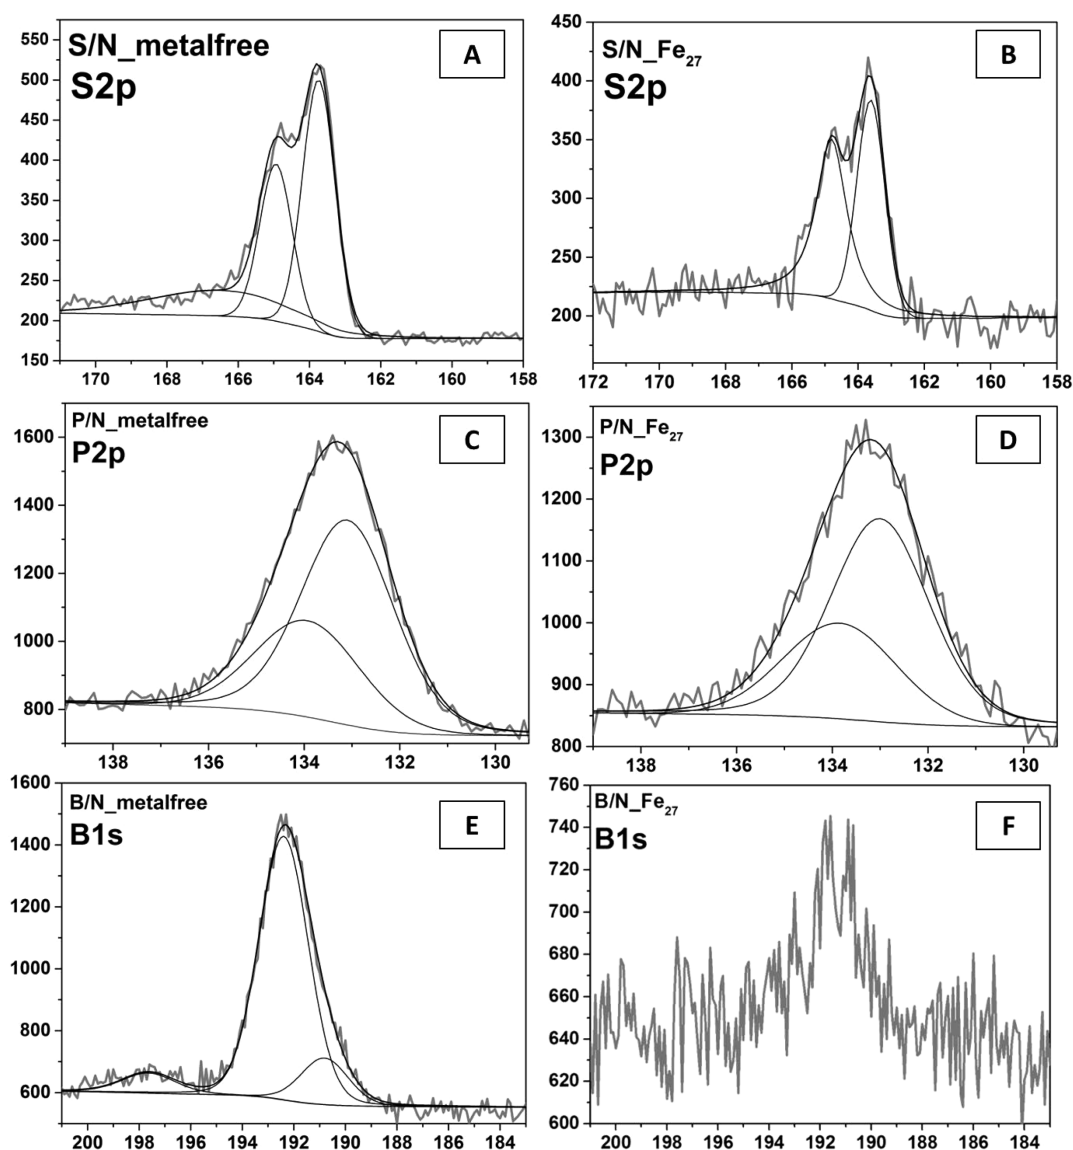 S/N_metalfree
S2p
A
550
500
450
400
350
300
250
200
150
170 168 166 164 162 160 158
S/N_Fe27
S2p
B
450
400
350
300
250
200
172 170 168 166 164 162 160 158
P/N_metalfree
P2p
C
1600
1400
1200
1000
800
138 136 134 132 130
P/N_Fe27
P2p
D
1300
1200
1100
1000
900
800
138 136 134 132 130
B/N_metalfree
B1s
E
1600
1400
1200
1000
800
600
200 198 196 194 192 190 188 186 184
B/N_Fe27
B1s
F
760
740
720
700
680
660
640
620
600
200 198 196 194 192 190 188 186 184